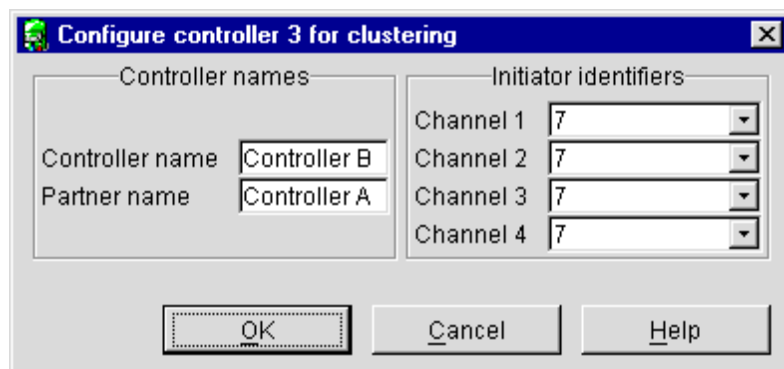 Configure controller 3 for clustering
Controller names
Controller name Controller B
Partner name Controller A
Initiator identifiers
Channel 1 7
Channel 2 7
Channel 3 7
Channel 4 7
OK Cancel Help